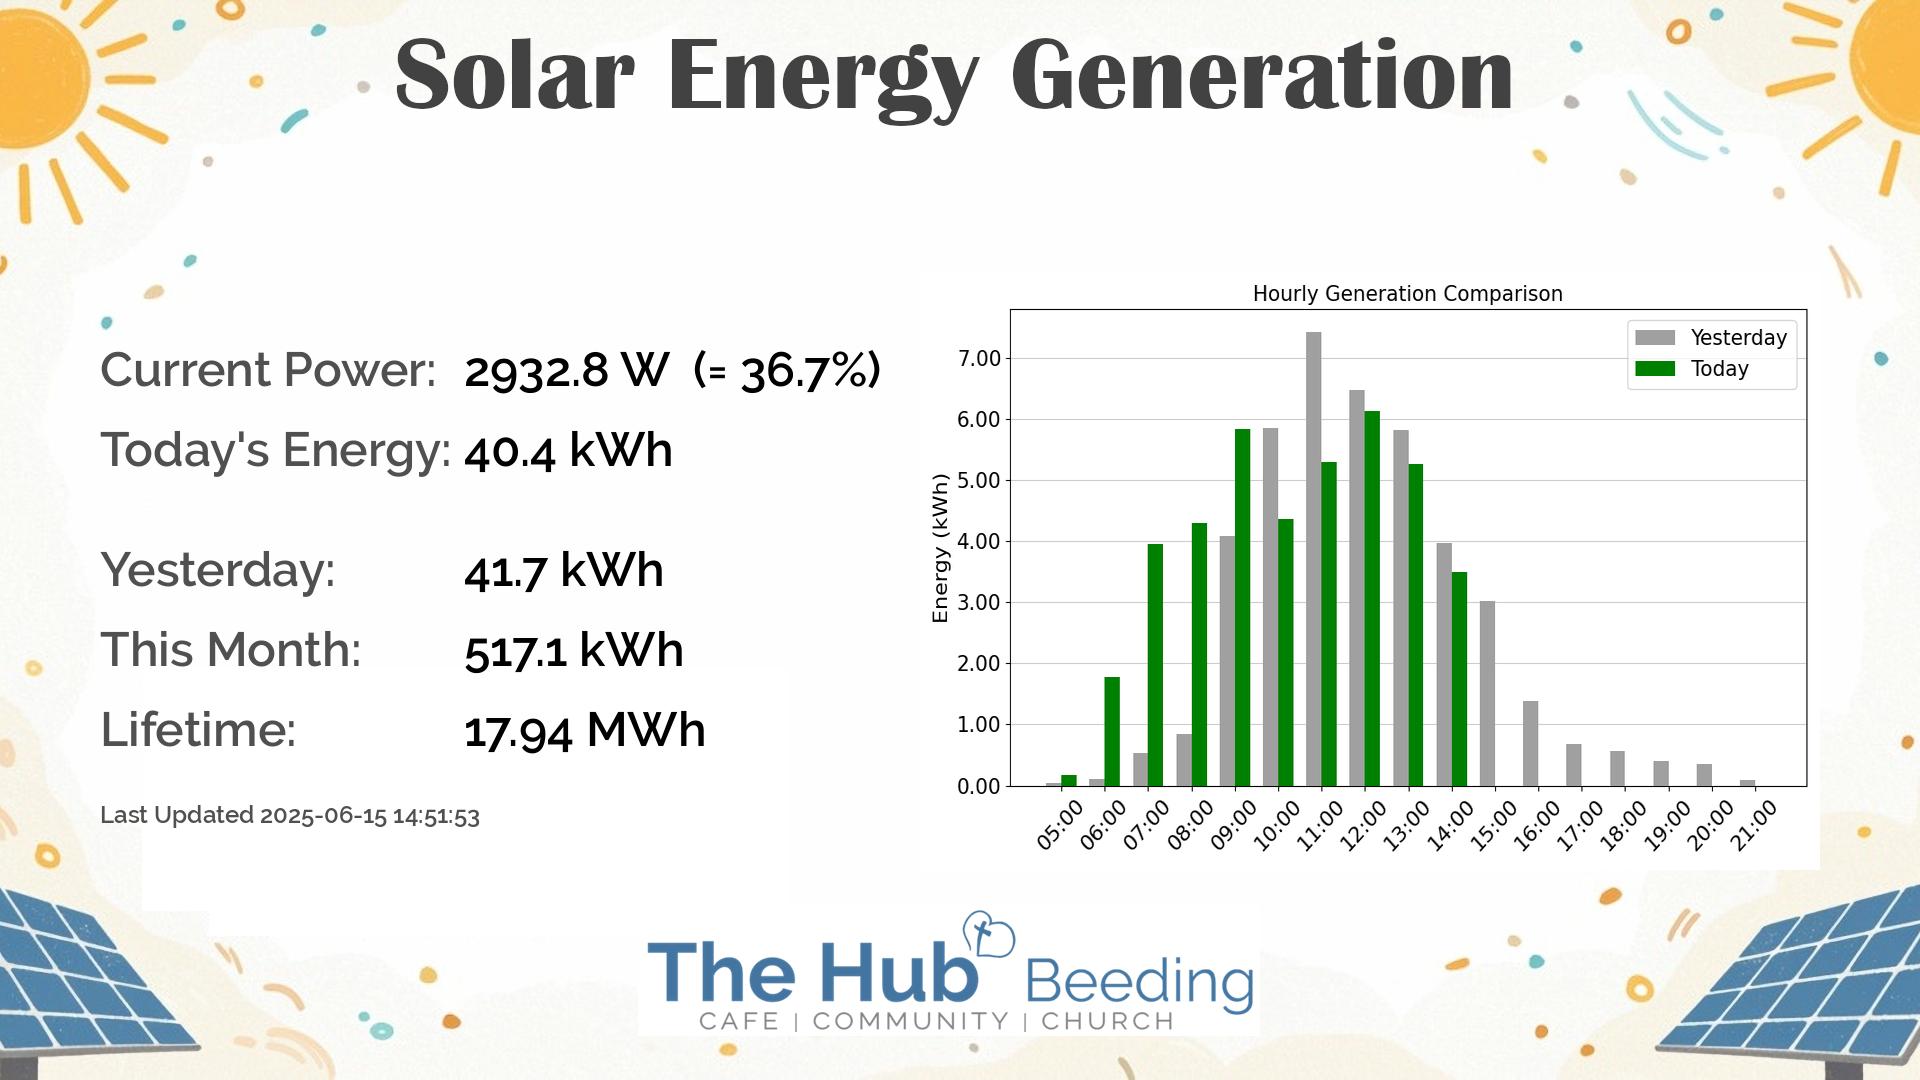 Solar Energy Generation
Current Power: 2932.8 W (= 36.7%)
Today's Energy: 40.4 kWh
Yesterday: 41.7 kWh
This Month: 517.1 kWh
Lifetime: 17.94 MWh
Last Updated 2025-06-15 14:51:53
Hourly Generation Comparison
Yesterday
Today
Energy (kWh)
7.00
6.00
5.00
4.00
3.00
2.00
1.00
0.00
05:00 06:00 07:00 08:00 09:00 10:00 11:00 12:00 13:00 14:00 15:00 16:00 17:00 18:00 19:00 20:00 21:00
The Hub Beeding
CAFE | COMMUNITY | CHURCH